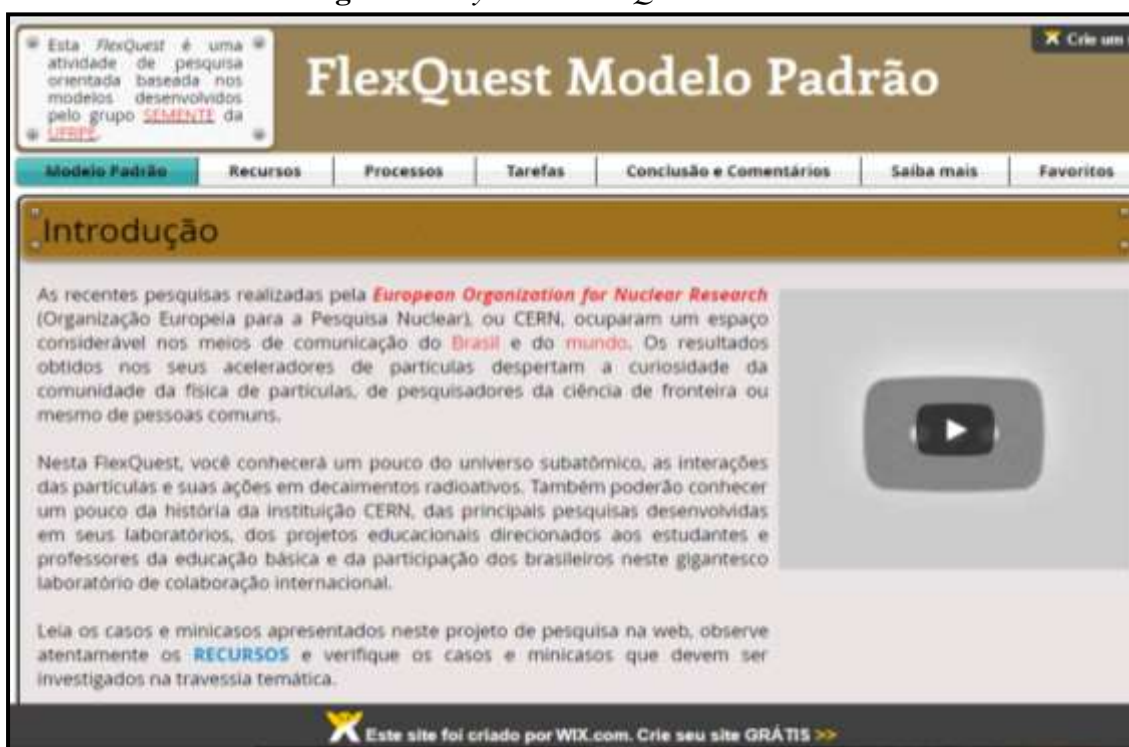 Esta FlexQuest é uma
atividade de pesquisa
orientada baseada nos
modelos desenvolvidos
pelo grupo SEMENTE da
UFRPE.
FlexQuest Modelo Padrão
Crie um
Modelo Padrão Recursos Processos Tarefas Conclusão e Comentários Saiba mais Favoritos
Introdução
As recentes pesquisas realizadas pela European Organization for Nuclear Research
(Organização Europeia para a Pesquisa Nuclear), ou CERN, ocuparam um espaço
considerável nos meios de comunicação do Brasil e do mundo. Os resultados
obtidos nos seus aceleradores de partículas despertam a curiosidade da
comunidade da física de partículas, de pesquisadores da ciência de fronteira ou
mesmo de pessoas comuns.
Nesta FlexQuest, você conhecerá um pouco do universo subatômico, as interações
das partículas e suas ações em decaimentos radioativos. Também poderão conhecer
um pouco da história da instituição CERN, das principais pesquisas desenvolvidas
em seus laboratórios, dos projetos educacionais direcionados aos estudantes e
professores da educação básica e da participação dos brasileiros neste gigantesco
laboratório de colaboração internacional.
Leia os casos e minicasos apresentados neste projeto de pesquisa na web, observe
atentamente os RECURSOS e verifique os casos e minicasos que devem ser
investigados na travessia temática.
Este site foi criado por WIX.com. Crie seu site GRÁTIS >>